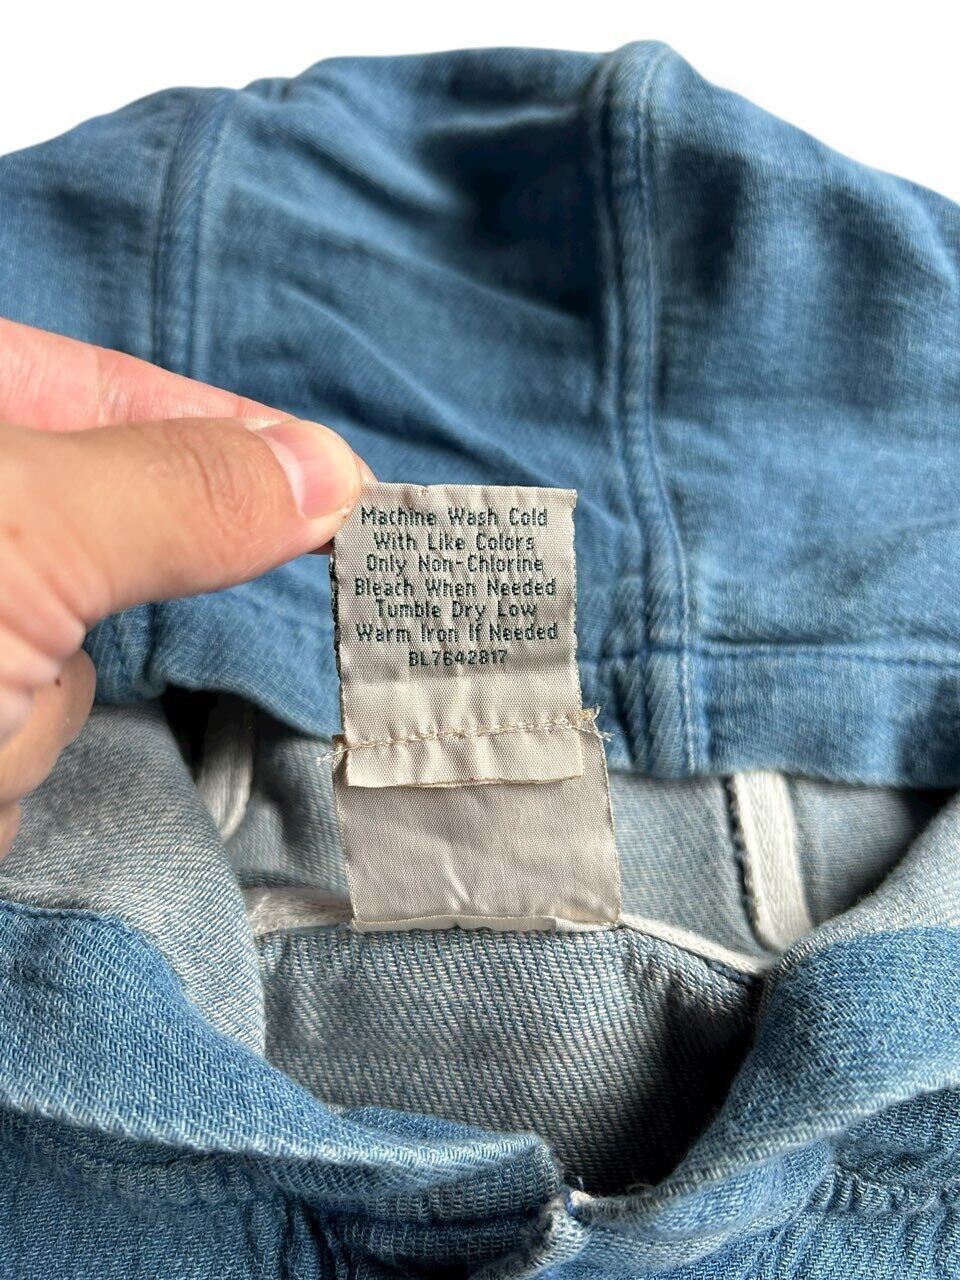 Machine Wash Cold
With Like Colors
Only Non-Chlorine
Bleach When Needed
Tumble Dry Low
Warm Iron If Needed
BL7642817